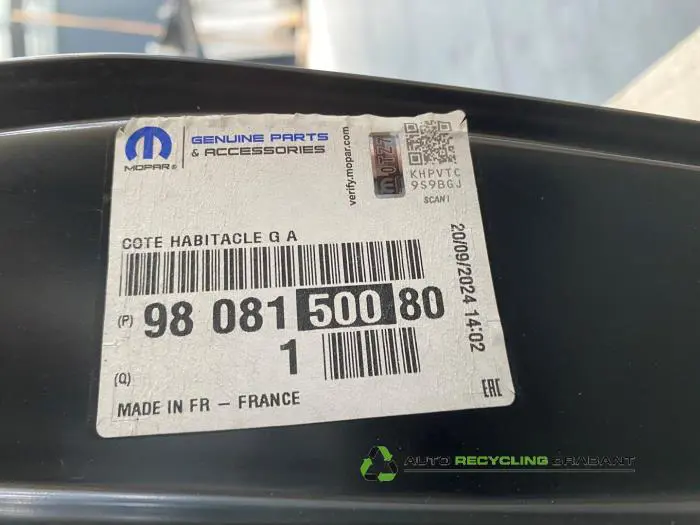 MOPAR®
GENUINE PARTS
& ACCESSORIES
verify.mopar.com
KHPVTC
9S9BGJ
SCAN!
COTE HABITACLE G A
(P) 98 081 500 80
20/09/2024 14:02
(Q) 1
MADE IN FR - FRANCE
EAC
AUTO RECYCLING BRABANT